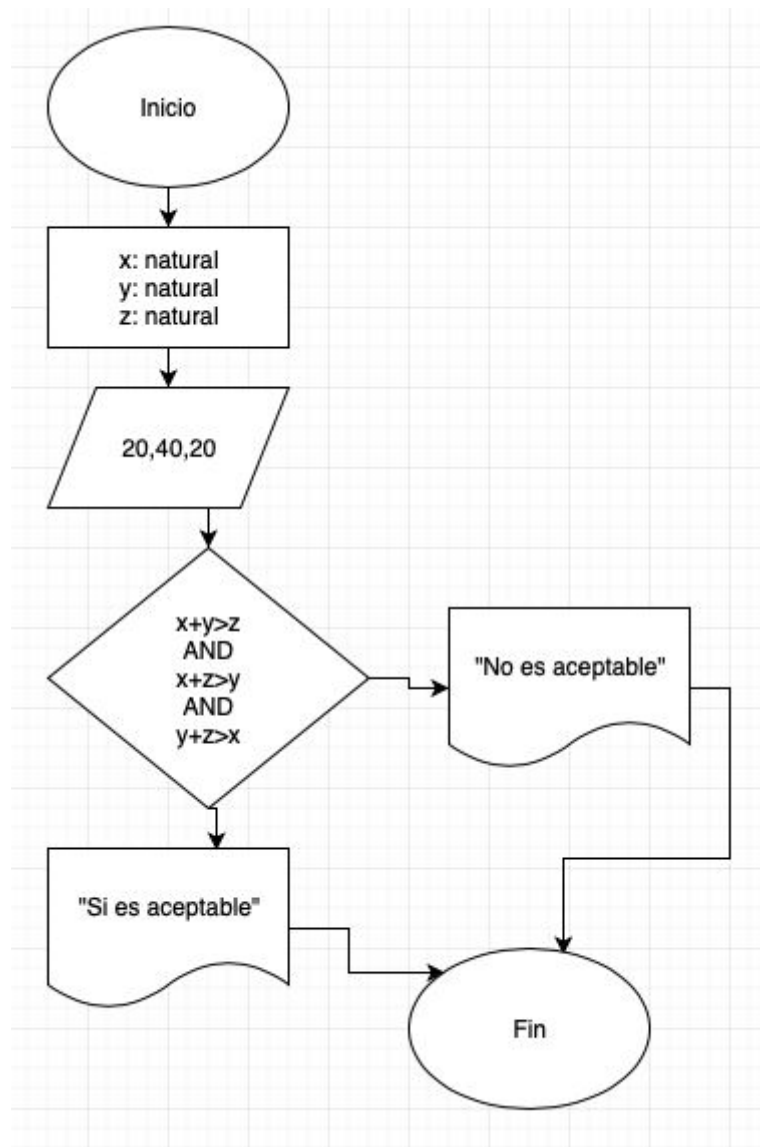 Inicio
x: natural
y: natural
z: natural
20,40,20
x+y>z
AND
x+z>y
AND
y+z>x
"No es aceptable"
"Si es aceptable"
Fin